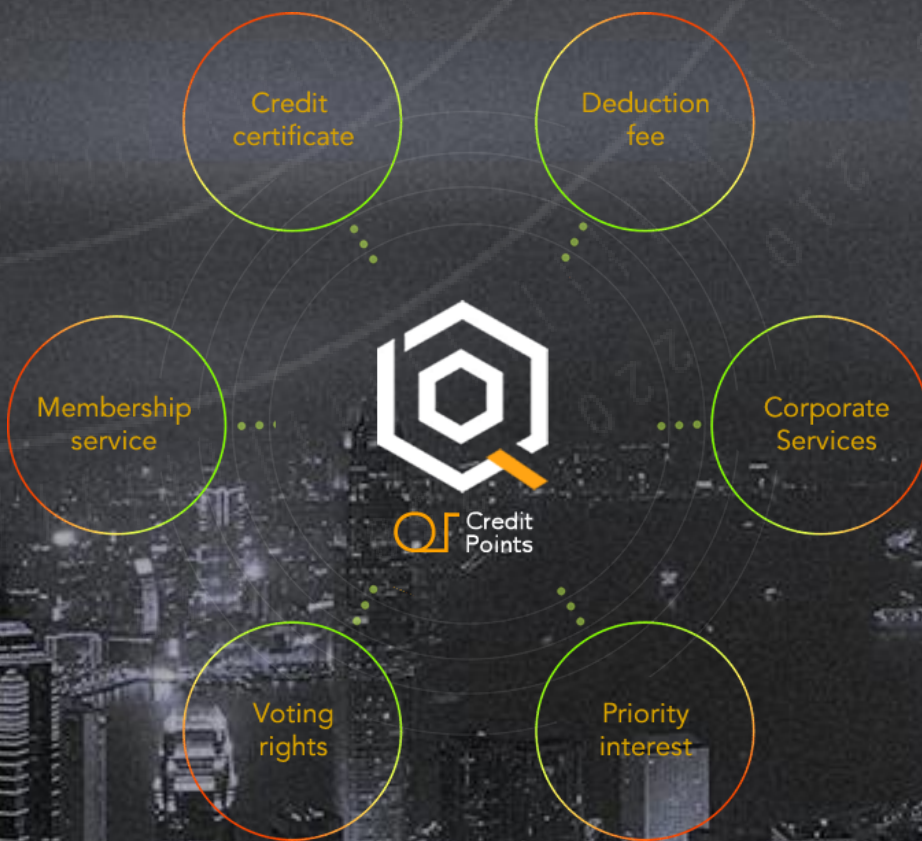 Credit
certificate
Deduction
fee
Membership
service
Corporate
Services
Credit
Points
Voting
rights
Priority
interest